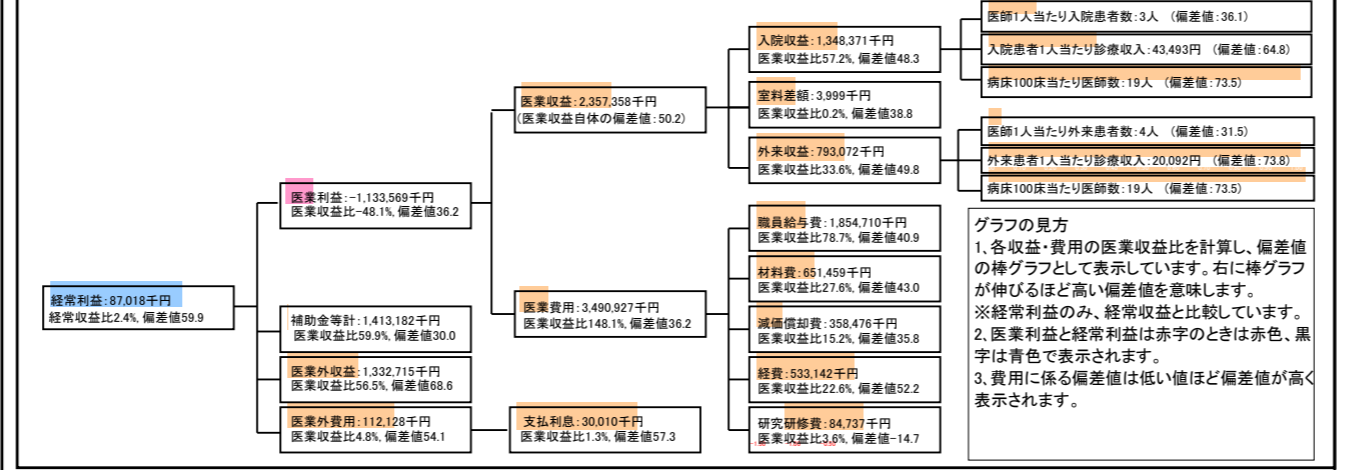 経常利益:87,018千円
経常収益比2.4%, 偏差値59.9
医業利益:-1,133,569千円
医業収益比-48.1%, 偏差値36.2
補助金等計:1,413,182千円
医業収益比59.9%, 偏差値30.0
医業外収益:1,332,715千円
医業収益比56.5%, 偏差値68.6
医業外費用:112,128千円
医業収益比4.8%, 偏差値54.1
医業収益:2,357,358千円
(医業収益自体の偏差値:50.2)
医業費用:3,490,927千円
医業収益比148.1%, 偏差値36.2
支払利息:30,010千円
医業収益比1.3%, 偏差値57.3
入院収益:1,348,371千円
医業収益比57.2%, 偏差値48.3
室料差額:3,999千円
医業収益比0.2%, 偏差値38.8
外来収益:793,072千円
医業収益比33.6%, 偏差値49.8
職員給与費:1,854,710千円
医業収益比78.7%, 偏差値40.9
材料費:651,459千円
医業収益比27.6%, 偏差値43.0
減価償却費:358,476千円
医業収益比15.2%, 偏差値35.8
経費:533,142千円
医業収益比22.6%, 偏差値52.2
研究研修費:84,737千円
医業収益比3.6%, 偏差値-14.7
医師1人当たり入院患者数:3人 (偏差値:36.1)
入院患者1人当たり診療収入:43,493円 (偏差値:64.8)
病床100床当たり医師数:19人 (偏差値:73.5)
医師1人当たり外来患者数:4人 (偏差値:31.5)
外来患者1人当たり診療収入:20,092円 (偏差値:73.8)
病床100床当たり医師数:19人 (偏差値:73.5)
グラフの見方
1、各収益・費用の医業収益比を計算し、偏差値
の棒グラフとして表示しています。右に棒グラフ
が伸びるほど高い偏差値を意味します。
※経常利益のみ、経常収益と比較しています。
2、医業利益と経常利益は赤字のときは赤色、黒
字は青色で表示されます。
3、費用に係る偏差値は低い値ほど偏差値が高く
表示されます。